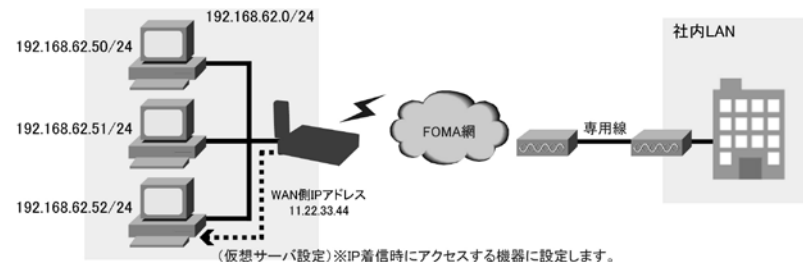 192.168.62.0/24
192.168.62.50/24
192.168.62.51/24
192.168.62.52/24
WAN側IPアドレス
11.22.33.44
FOMA網
専用線
社内LAN
(仮想サーバ設定)※IP着信時にアクセスする機器に設定します。